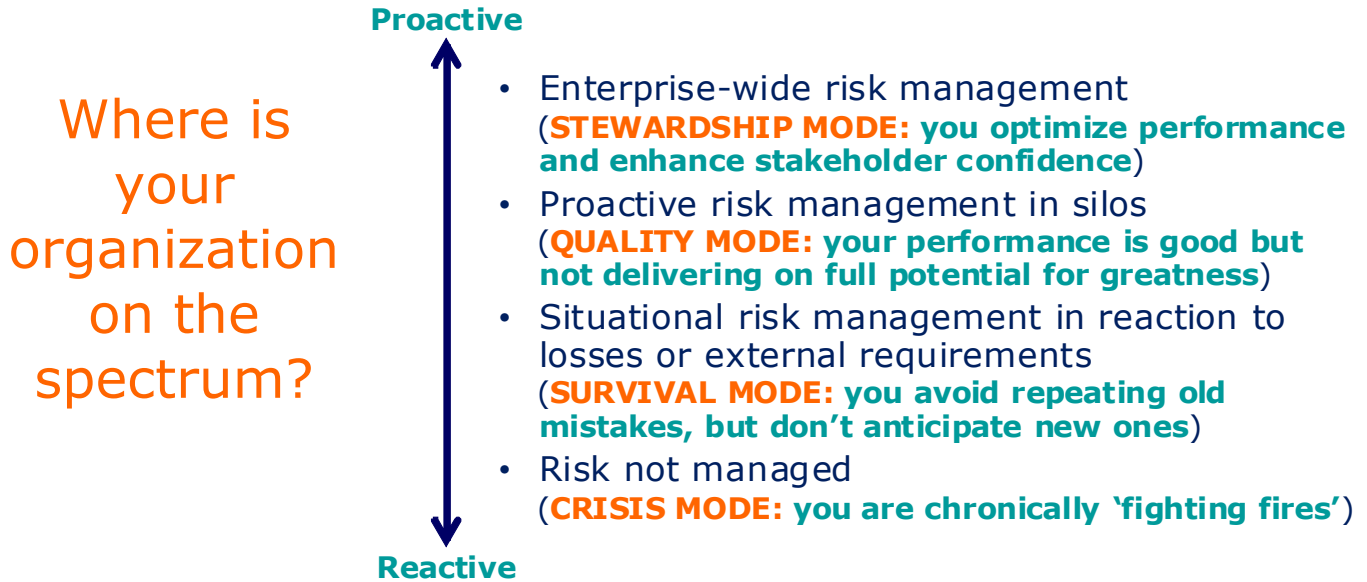 Proactive
Where is
your
organization
on the
spectrum?
• Enterprise-wide risk management
(STEWARDSHIP MODE: you optimize performance
and enhance stakeholder confidence)
• Proactive risk management in silos
(QUALITY MODE: your performance is good but
not delivering on full potential for greatness)
• Situational risk management in reaction to
losses or external requirements
(SURVIVAL MODE: you avoid repeating old
mistakes, but don’t anticipate new ones)
• Risk not managed
(CRISIS MODE: you are chronically ‘fighting fires’)
Reactive